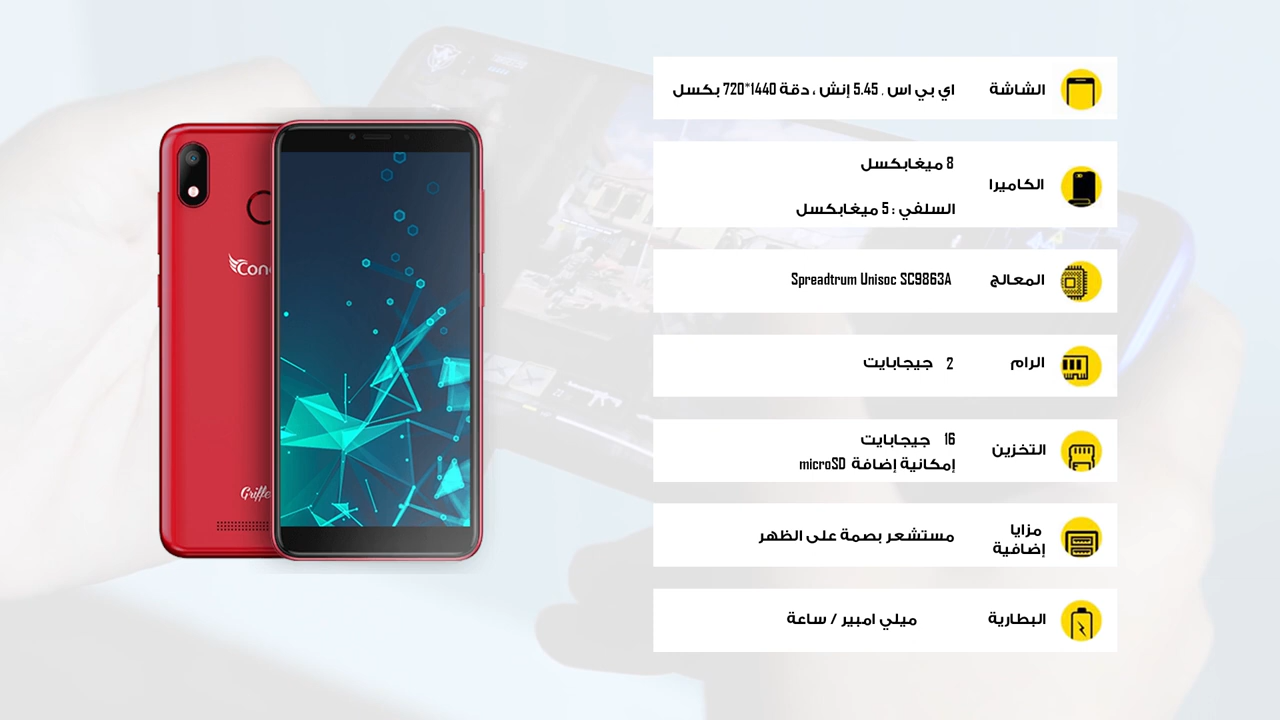 الشاشة
اي بي اس . 5.45 إنش ، دقة 1440*720 بكسل
الكاميرا
8 ميغابكسل
السلفي : 5 ميغابكسل
المعالج
Spreadtrum Unisoc SC9863A
الرام
2 جيجابايت
التخزين
16 جيجابايت
إمكانية إضافة microSD
مزايا
إضافية
مستشعر بصمة على الظهر
البطارية
ميلي امبير / ساعة
Con
Griffe